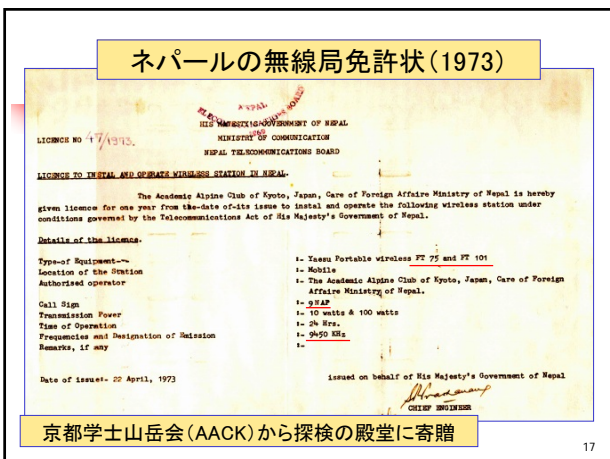 ネパールの無線局免許状(1973)
NEPAL
TELECOMMUNICATIONS BOARD
1969
HIS MAJESTY'S GOVERNMENT OF NEPAL
LICENCE NO 47/1973.
MINISTRY OF COMMUNICATION
NEPAL TELECOMMUNICATIONS BOARD
LICENCE TO INSTAL AND OPERATE WIRELESS STATION IN NEPAL.
The Academic Alpine Club of Kyoto, Japan, Care of Foreign Affaire Ministry of Nepal is hereby
given licence for one year from the date of its issue to instal and operate the following wireless station under
conditions governed by the Telecommunications Act of His Majesty's Government of Nepal.
Details of the licence.
Type of Equipment :- Yaesu Portable wireless FT 75 and FT 101
Location of the Station :- Mobile
Authorised operator :- The Academic Alpine Club of Kyoto, Japan, Care of Foreign
Affaire Ministry of Nepal.
Call Sign :- 9NAP
Transmission Power :- 10 watts & 100 watts
Time of Operation :- 24 Hrs.
Frequencies and Designation of Emission :- 9450 KHz
Remarks, if any :-
Date of issue:- 22 April, 1973 issued on behalf of His Majesty's Government of Nepal
CHIEF ENGINEER
京都学士山岳会(AACK)から探検の殿堂に寄贈
17